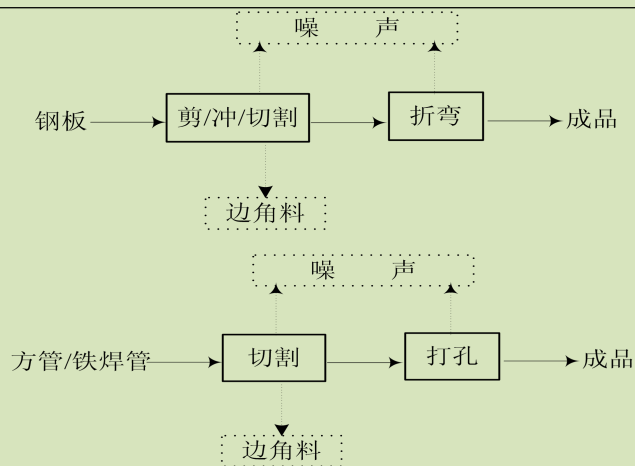 噪 声
钢板 剪/冲/切割 折弯 成品
边角料
噪 声
方管/铁焊管 切割 打孔 成品
边角料